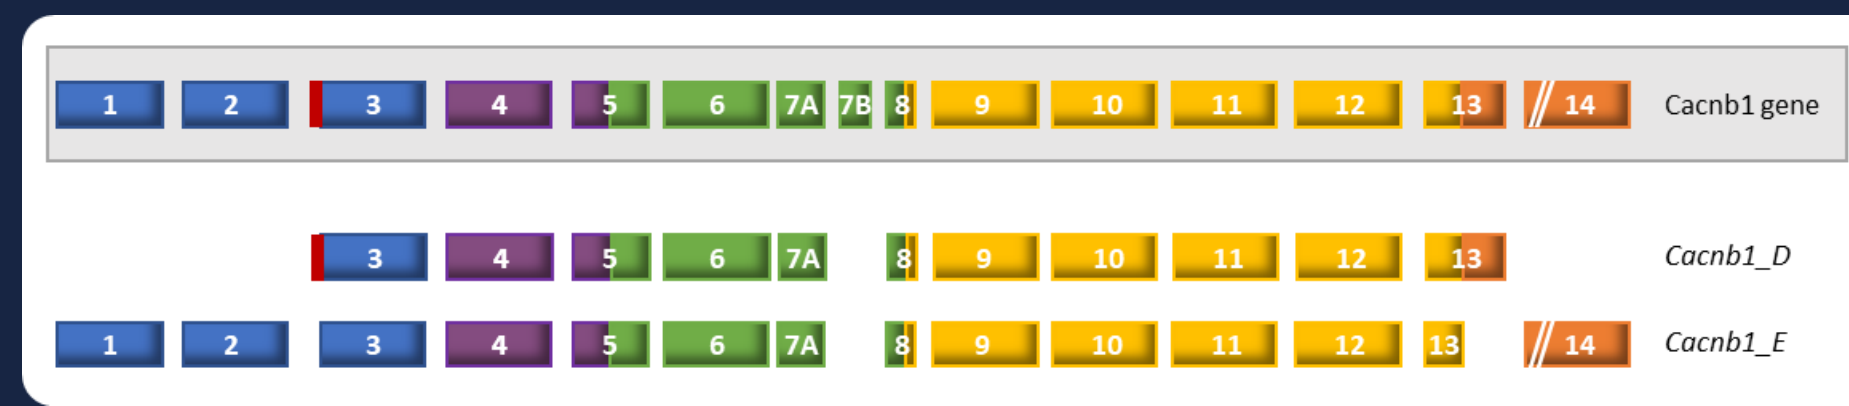 1 2 3 4 5 6 7A 7B 8 9 10 11 12 13 14 Cacnb1 gene
3 4 5 6 7A 8 9 10 11 12 13 Cacnb1_D
1 2 3 4 5 6 7A 8 9 10 11 12 13 14 Cacnb1_E